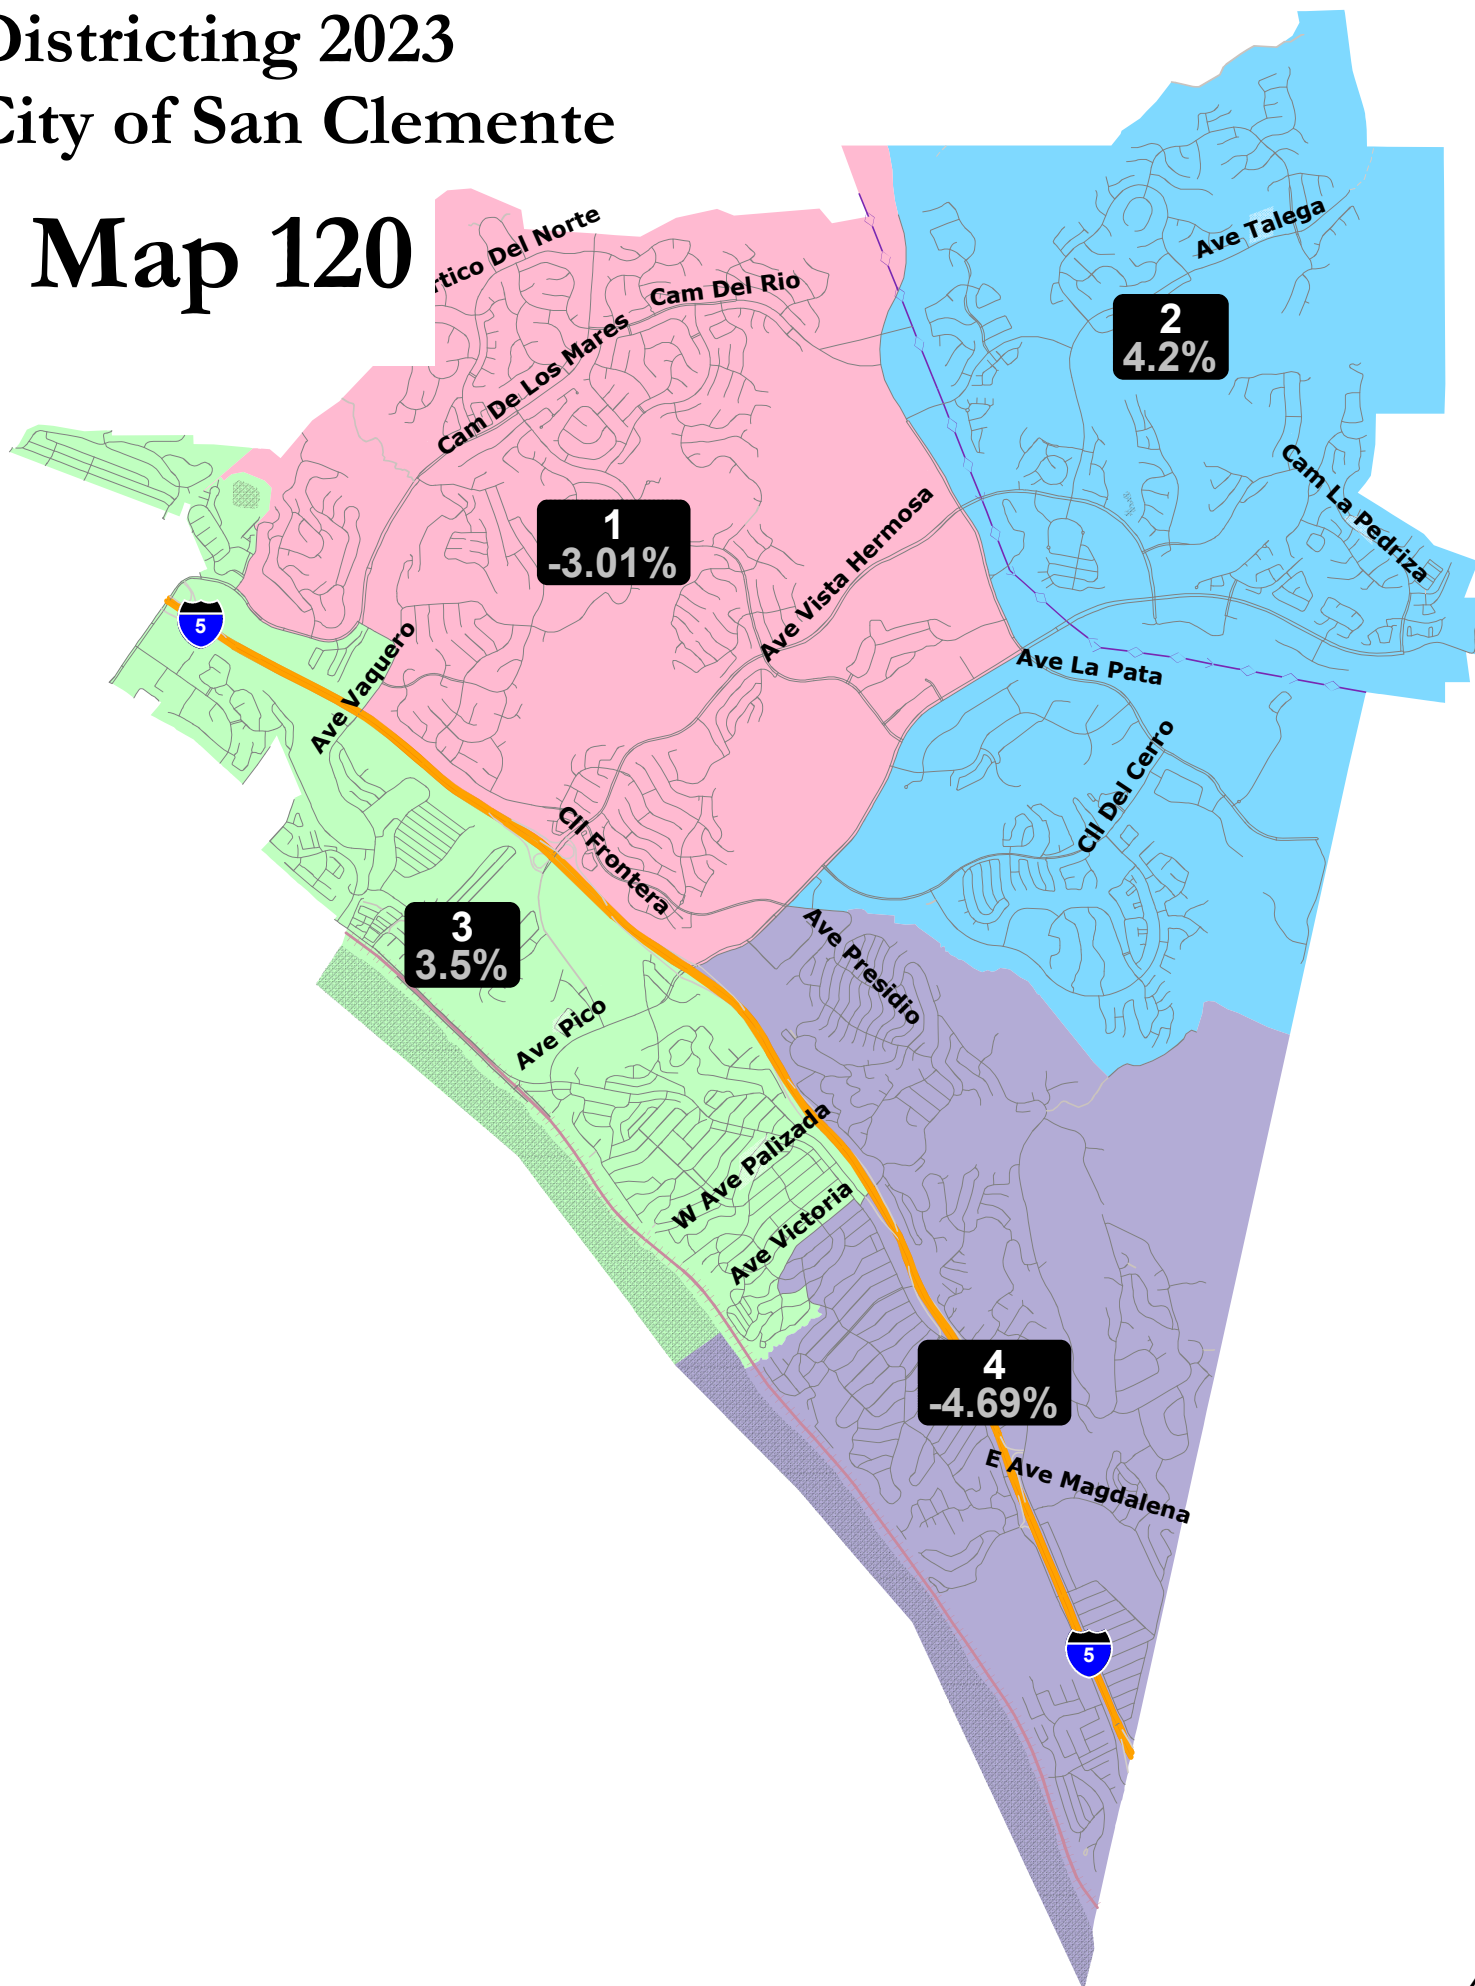 Districting 2023
City of San Clemente
Map 120
rtico Del Norte
Cam Del Rio
Cam De Los Mares
Ave Talega
2
4.2%
Cam La Pedriza
1
-3.01%
Ave Vista Hermosa
5
Ave Vaquero
Ave La Pata
Cll Del Cerro
Cll Frontera
3
3.5%
Ave Presidio
Ave Pico
W Ave Palizada
Ave Victoria
4
-4.69%
E Ave Magdalena
5